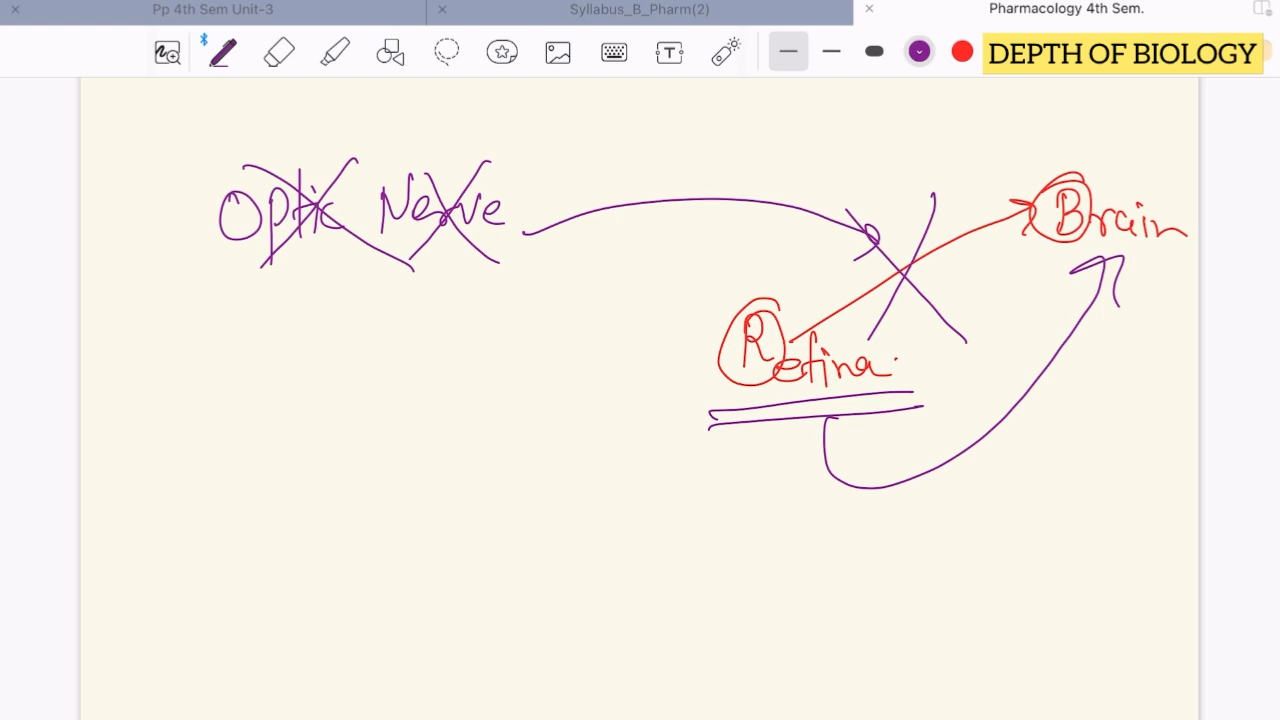 Pp 4th Sem Unit-3
Syllabus_B_Pharm(2)
Pharmacology 4th Sem.
DEPTH OF BIOLOGY
Optic Nerve
Brain
Retina